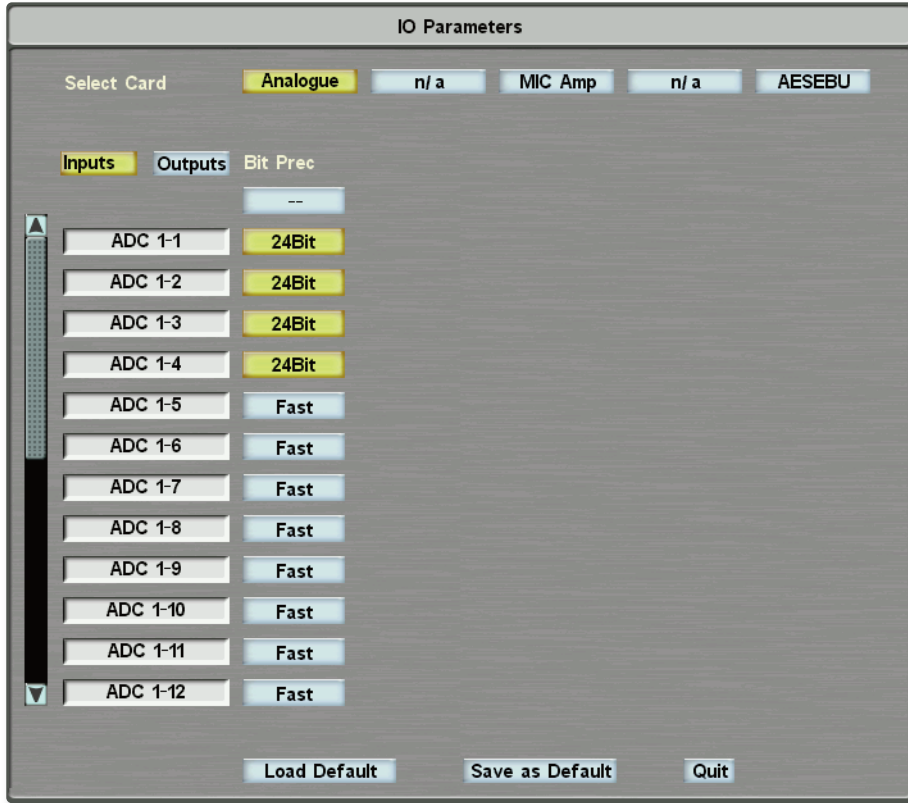 IO Parameters
Select Card Analogue n/a MIC Amp n/a AESEBU
Inputs Outputs Bit Prec
--
ADC 1-1 24Bit
ADC 1-2 24Bit
ADC 1-3 24Bit
ADC 1-4 24Bit
ADC 1-5 Fast
ADC 1-6 Fast
ADC 1-7 Fast
ADC 1-8 Fast
ADC 1-9 Fast
ADC 1-10 Fast
ADC 1-11 Fast
ADC 1-12 Fast
Load Default Save as Default Quit